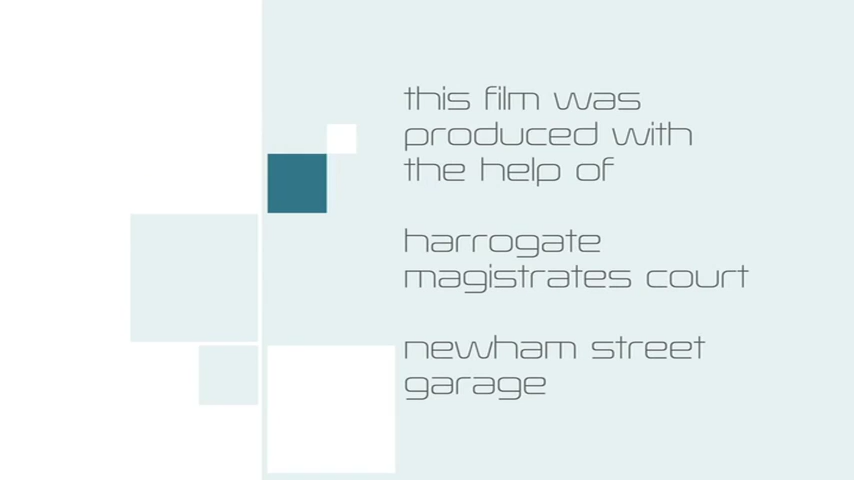 this film was
produced with
the help of
harrogate
magistrates court
newham street
garage